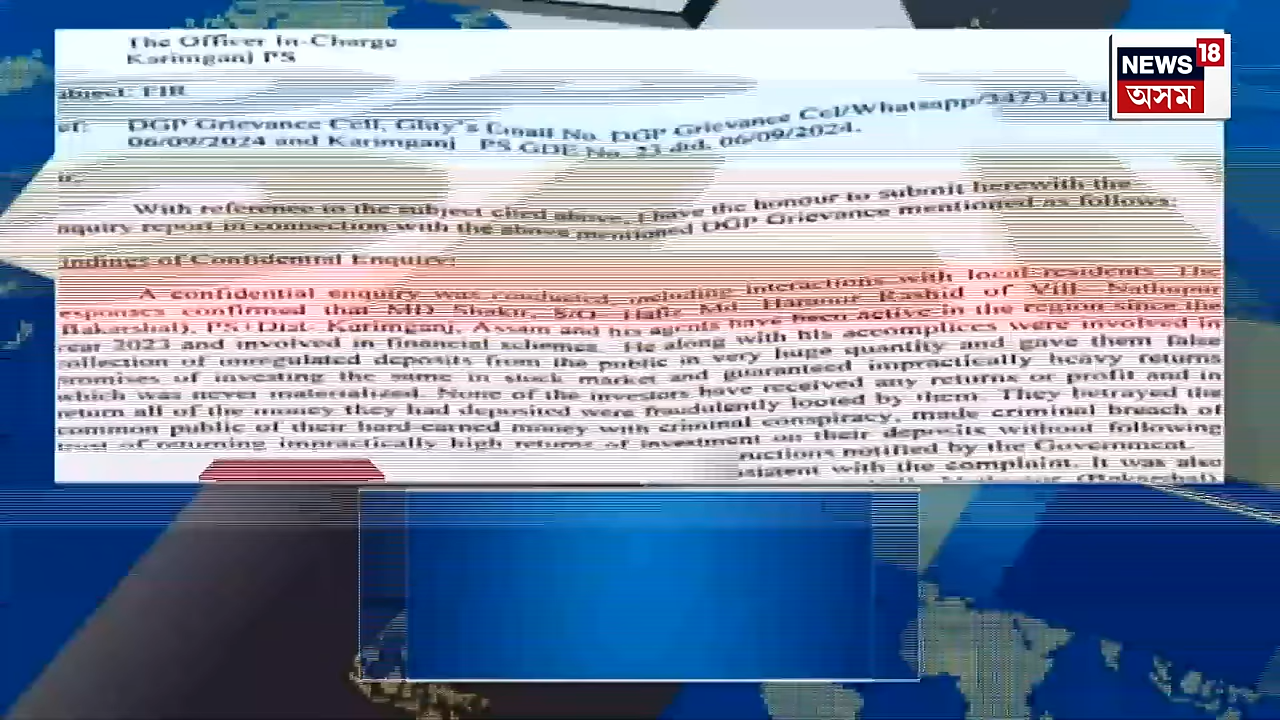 The Officer In-Charge
Karimganj PS
NEWS 18
অসম
ubject: FIR
ef: DGP Grievance Cell, Email No. DGP Grievance Cel/Whatsapp/3473
06/09/2024 and Karimganj PS GDE No. 23 dtd. 06/09/2024.
With reference to the subject cited above, I have the honour to submit herewith the
nquiry report in connection with the above mentioned DGP Grievance mentioned as follows:
indings of Confidential Enquiry:
A confidential enquiry was conducted, including interactions with local residents. The
esponses confirmed that MD S/O. Hafiz Md Rashid of Vill- Nathupur
PS+Dist- Karimganj, Assam and his agents have been active in the region since the
year 2023 and involved in financial schemes. He along with his accomplices were involved in
collection of unregulated deposits from the public in very huge quantity and gave them false
promises of investing the same in stock market and guaranteed impractically heavy returns
which was never materialized. None of the investors have received any returns or profit and in
return all of the money they had deposited were fraudulently looted by them. They betrayed the
common public of their hard earned money with criminal conspiracy, made criminal breach of
trust of returning impractically high returns of investment on their deposits without following
ructions notified by the Government.
sistent with the complaint. It was also